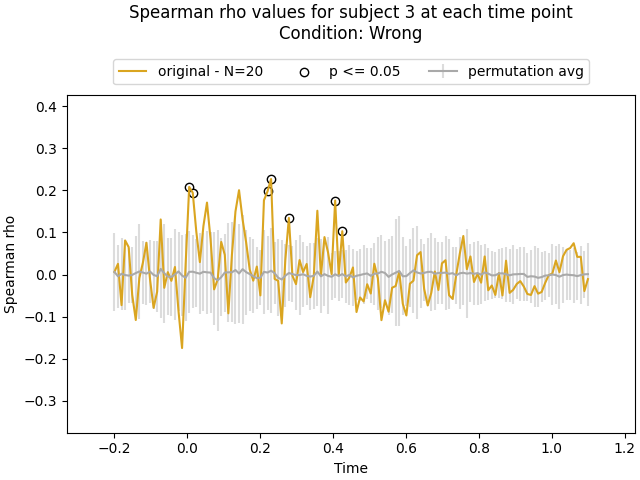 Spearman rho values for subject 3 at each time point
Condition: Wrong
original - N=20 p <= 0.05 permutation avg
0.4
0.3
0.2
0.1
0.0
−0.1
−0.2
−0.3
Spearman rho
−0.2 0.0 0.2 0.4 0.6 0.8 1.0 1.2
Time